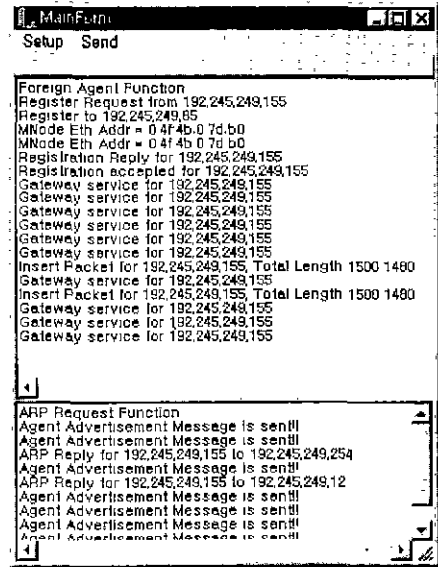 MainForm
Setup Send
Foreign Agent Function
Register Request from 192,245,249,155
Register to 192,245,249,85
MNode Eth Addr = 0 4f 4b 0 7d b0
MNode Eth Addr = 0 4f 4b 0 7d b0
Registration Reply for 192,245,249,155
Registration accepted for 192,245,249,155
Gateway service for 192,245,249,155
Gateway service for 192,245,249,155
Gateway service for 192,245,249,155
Gateway service for 192,245,249,155
Gateway service for 192,245,249,155
Gateway service for 192,245,249,155
Insert Packet for 192,245,249,155, Total Length 1500 1480
Gateway service for 192,245,249,155
Insert Packet for 192,245,249,155, Total Length 1500 1480
Gateway service for 192,245,249,155
Gateway service for 192,245,249,155
Gateway service for 192,245,249,155
ARP Request Function
Agent Advertisement Message is sent!!
Agent Advertisement Message is sent!!
ARP Reply for 192,245,249,155 to 192,245,249,254
Agent Advertisement Message is sent!!
ARP Reply for 192,245,249,155 to 192,245,249,12
Agent Advertisement Message is sent!!
Agent Advertisement Message is sent!!
Agent Advertisement Message is sent!!
Agent Advertisement Message is sent!!